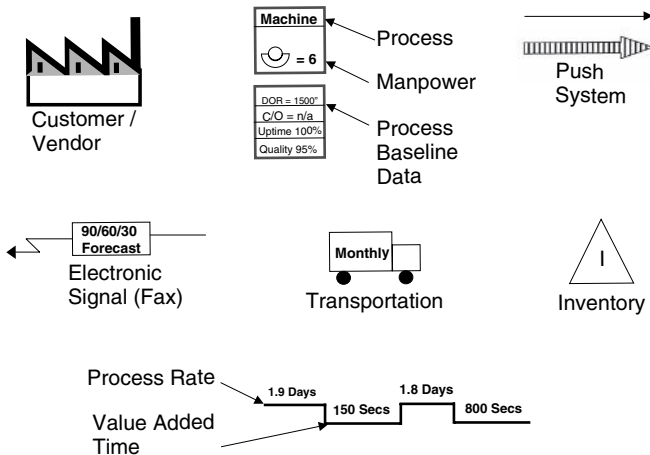 Customer /
Vendor
Machine
= 6
DOR = 1500"
C/O = n/a
Uptime 100%
Quality 95%
Process
Manpower
Process
Baseline
Data
Push
System
90/60/30
Forecast
Electronic
Signal (Fax)
Monthly
Transportation
I
Inventory
Process Rate
Value Added
Time
1.9 Days
150 Secs
1.8 Days
800 Secs